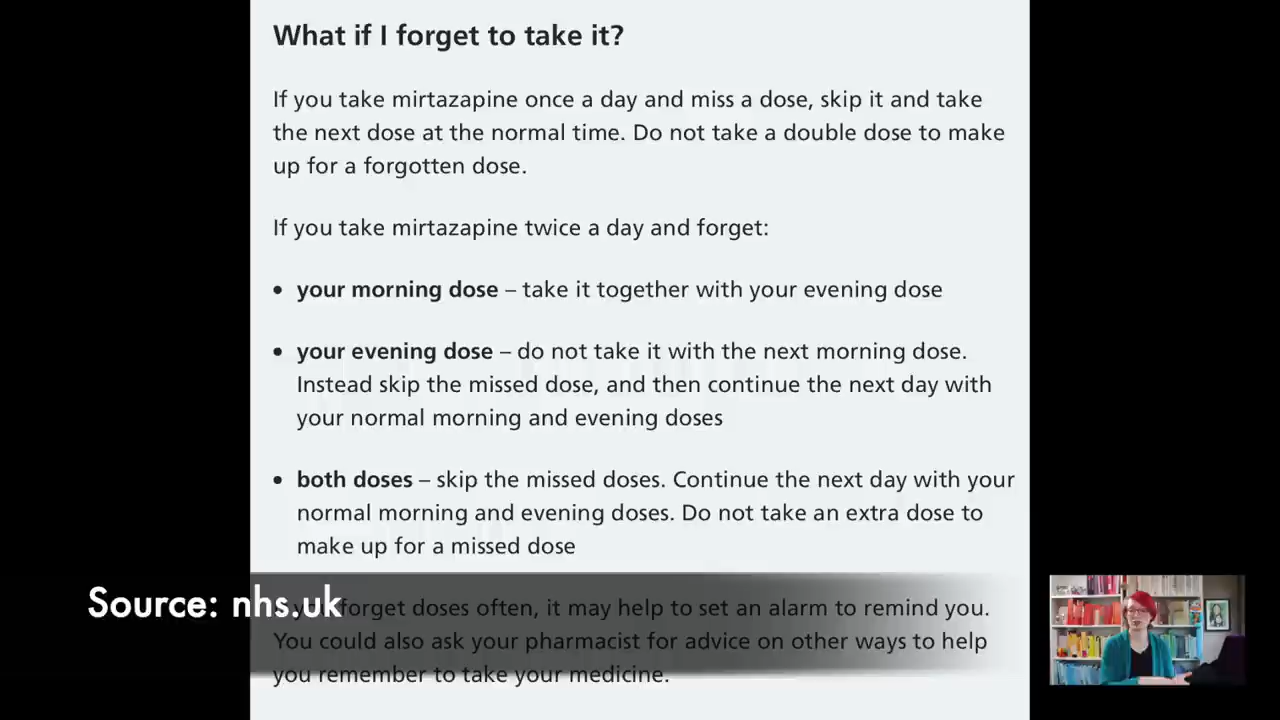 What if I forget to take it?
If you take mirtazapine once a day and miss a dose, skip it and take
the next dose at the normal time. Do not take a double dose to make
up for a forgotten dose.
If you take mirtazapine twice a day and forget:
• your morning dose – take it together with your evening dose
• your evening dose – do not take it with the next morning dose.
Instead skip the missed dose, and then continue the next day with
your normal morning and evening doses
• both doses – skip the missed doses. Continue the next day with your
normal morning and evening doses. Do not take an extra dose to
make up for a missed dose
Source: nhs.uk
forget doses often, it may help to set an alarm to remind you.
You could also ask your pharmacist for advice on other ways to help
you remember to take your medicine.